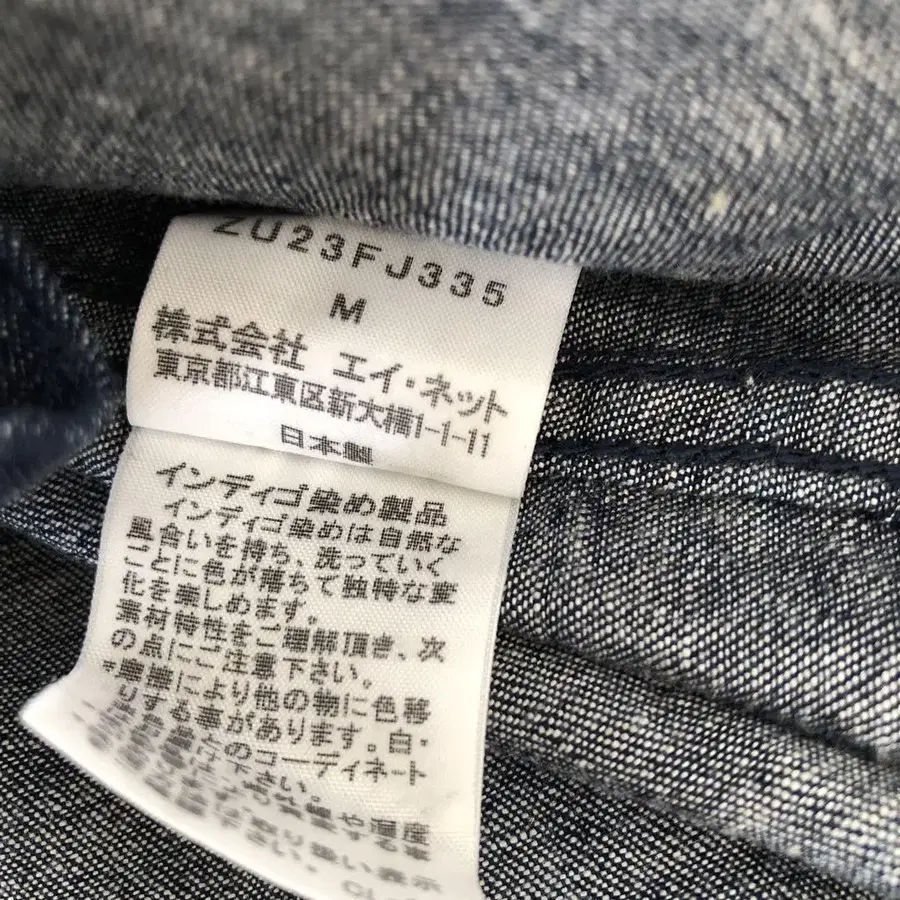 ZU23FJ335
M
株式会社 エイ・ネット
東京都江東区新大橋1-1-11
日本製
インディゴ染め製品
インディゴ染めは自然な
風合いを持ち、洗っていく
ことに色が落ちて独特な変
化を楽しめます。
素材特性をご理解頂き、次
の点にご注意下さい。
*摩擦により他の物に色移
りする事があります。白・
のコーディネート
下さい。